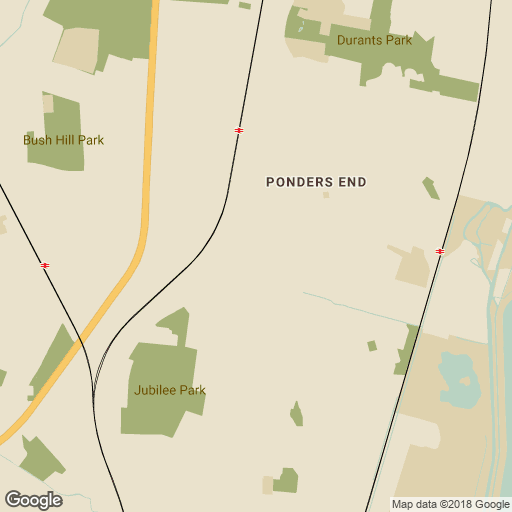 Durants Park
Bush Hill Park
PONDERS END
Jubilee Park
Google
Map data ©2018 Google